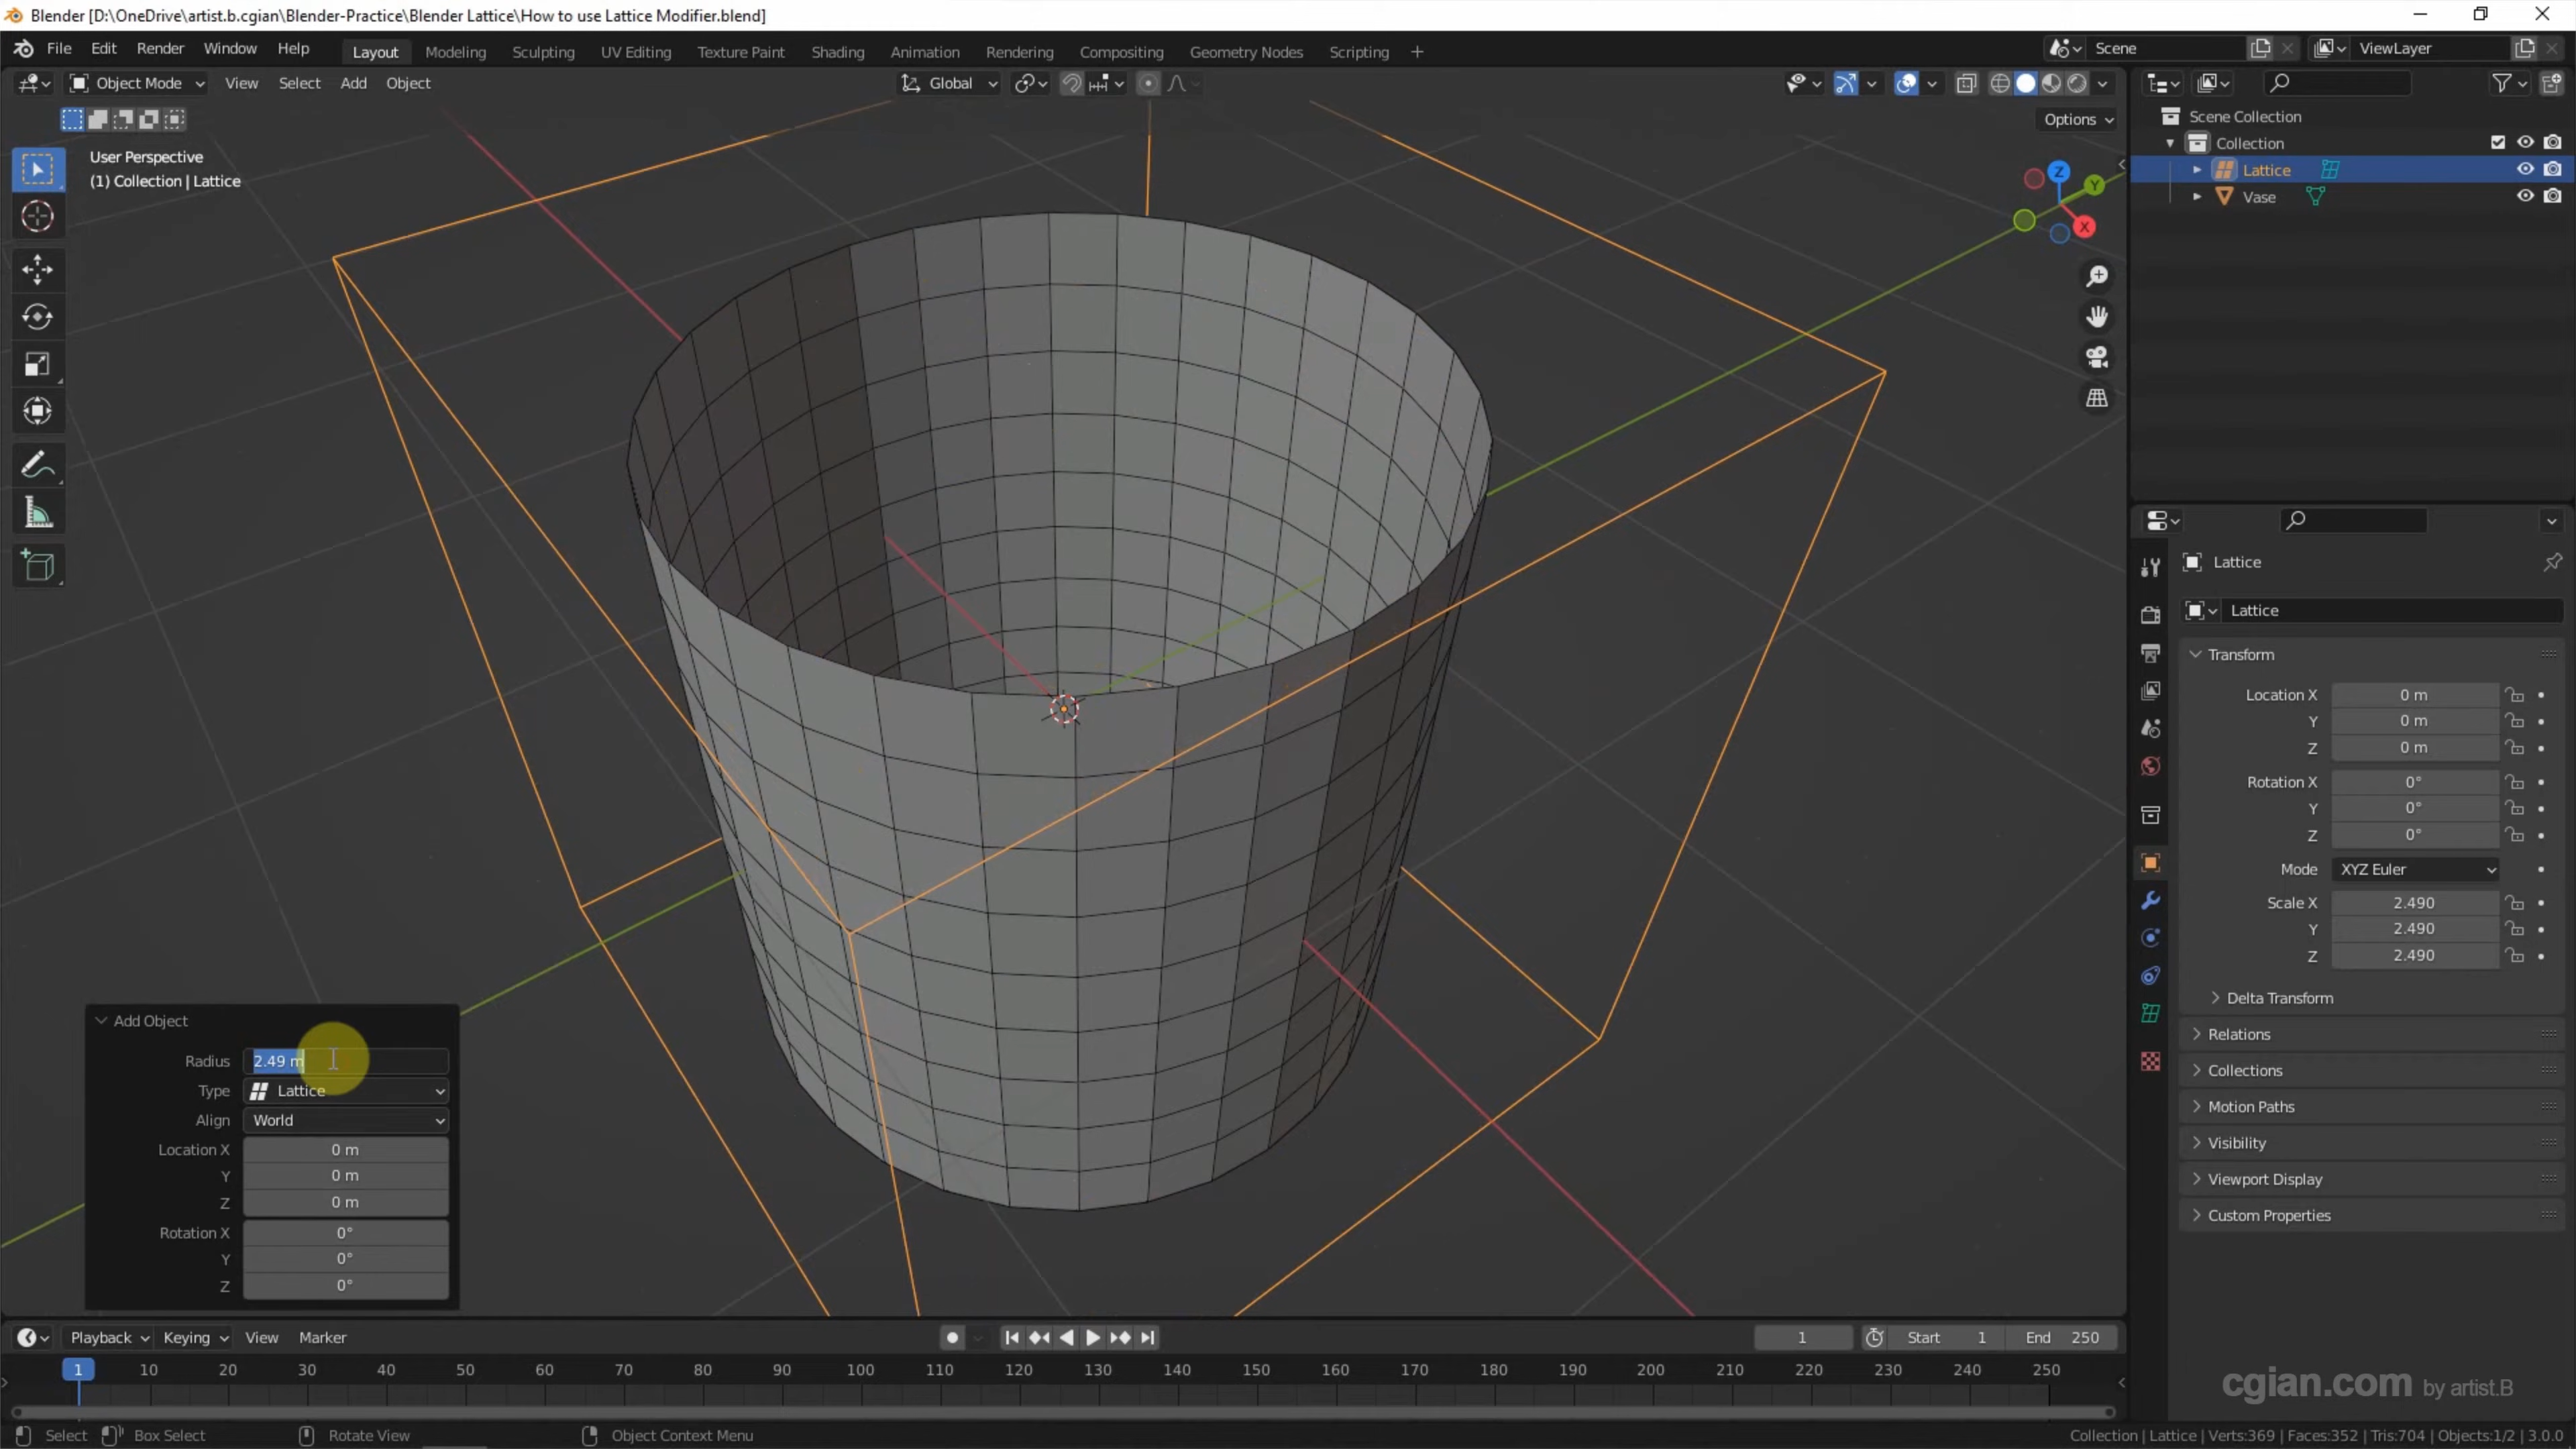 Blender [D:\OneDrive\artist.b.cgian\Blender-Practice\Blender Lattice\How to use Lattice Modifier.blend]
File Edit Render Window Help
Layout Modeling Sculpting UV Editing Texture Paint Shading Animation Rendering Compositing Geometry Nodes Scripting +
Scene
ViewLayer
Object Mode View Select Add Object
Global
Options
User Perspective
(1) Collection | Lattice
Z
Y
X
Scene Collection
Collection
Lattice
Vase
Lattice
Lattice
Transform
Location X 0 m
Y 0 m
Z 0 m
Rotation X 0°
Y 0°
Z 0°
Mode XYZ Euler
Scale X 2.490
Y 2.490
Z 2.490
Delta Transform
Relations
Collections
Motion Paths
Visibility
Viewport Display
Custom Properties
Add Object
Radius 2.49 m
Type Lattice
Align World
Location X 0 m
Y 0 m
Z 0 m
Rotation X 0°
Y 0°
Z 0°
Playback Keying View Marker
1
Start 1 End 250
1 10 20 30 40 50 60 70 80 90 100 110 120 130 140 150 160 170 180 190 200 210 220 230 240 250
cgian.com by artist.B
Select Box Select Rotate View Object Context Menu
Collection | Lattice | Verts:369 | Faces:352 | Tris:704 | Objects:1/2 | 3.0.0